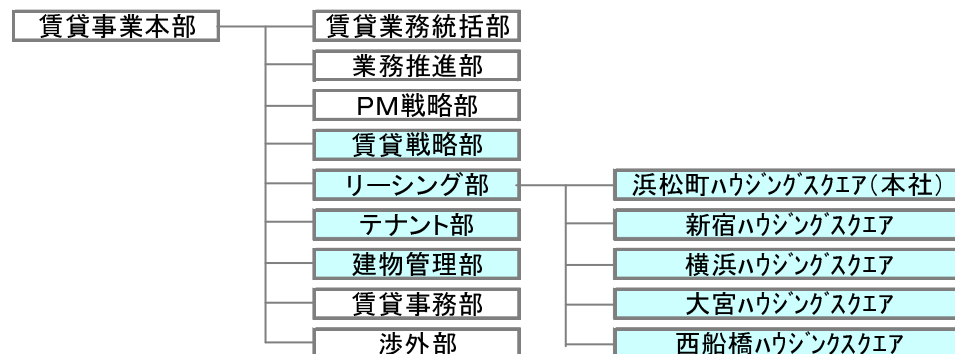 賃貸事業本部
賃貸業務統括部
業務推進部
PM戦略部
賃貸戦略部
リーシング部
浜松町ﾊｳｼﾞﾝｸﾞｽｸｴｱ(本社)
テナント部
新宿ﾊｳｼﾞﾝｸﾞｽｸｴｱ
建物管理部
横浜ﾊｳｼﾞﾝｸﾞｽｸｴｱ
賃貸事務部
大宮ﾊｳｼﾞﾝｸﾞｽｸｴｱ
渉外部
西船橋ﾊｳｼﾞﾝｸスｸｴｱ